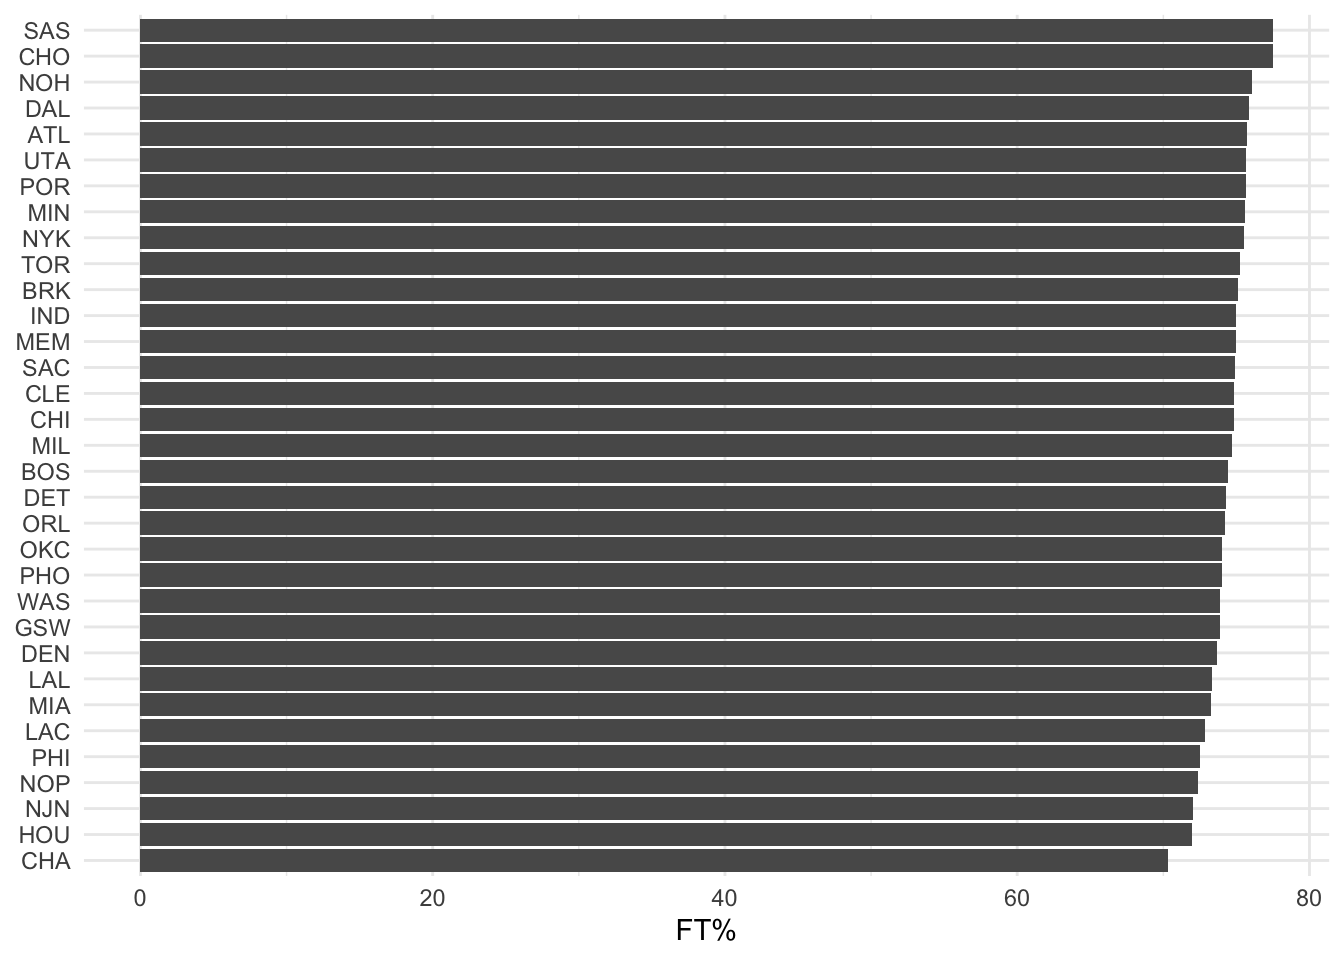 SAS
CHO
NOH
DAL
ATL
UTA
POR
MIN
NYK
TOR
BRK
IND
MEM
SAC
CLE
CHI
MIL
BOS
DET
ORL
OKC
PHO
WAS
GSW
DEN
LAL
MIA
LAC
PHI
NOP
NJN
HOU
CHA
0 20 40 60 80
FT%